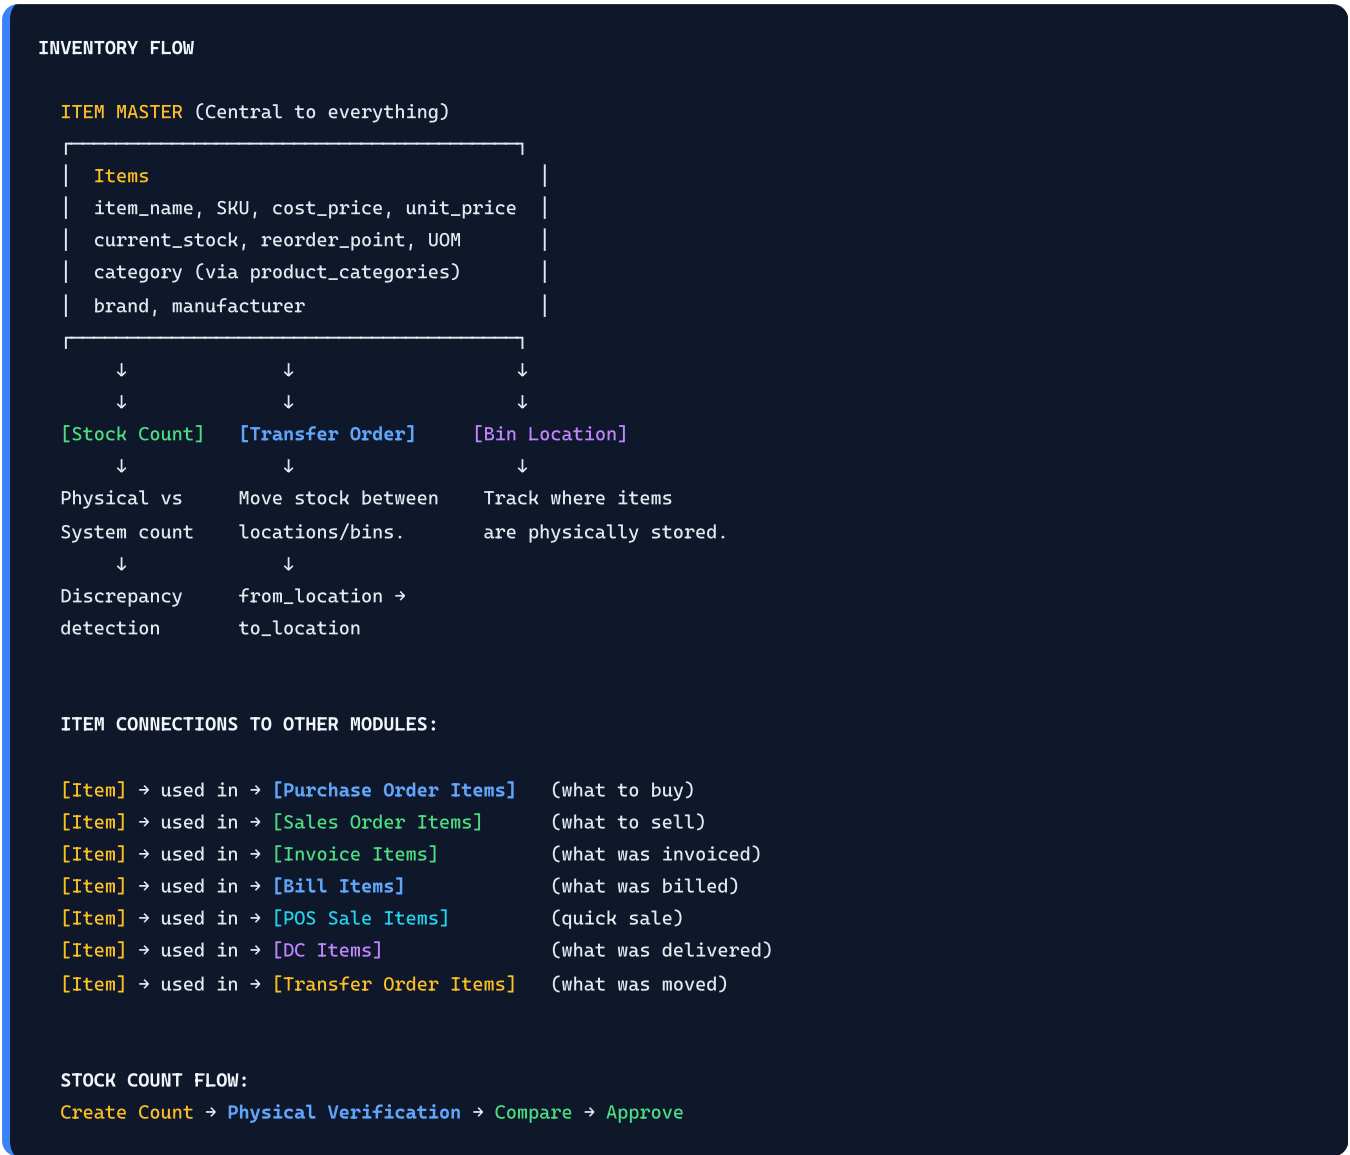 INVENTORY FLOW
ITEM MASTER (Central to everything)
┌────────────────────────────────────────┐
│  Items                                   │
│  item_name, SKU, cost_price, unit_price  │
│  current_stock, reorder_point, UOM       │
│  category (via product_categories)       │
│  brand, manufacturer                     │
┌────────────────────────────────────────┐
     ↓              ↓                    ↓
     ↓              ↓                    ↓
[Stock Count]   [Transfer Order]     [Bin Location]
     ↓              ↓                    ↓
Physical vs     Move stock between    Track where items
System count    locations/bins.       are physically stored.
     ↓              ↓
Discrepancy     from_location →
detection       to_location
ITEM CONNECTIONS TO OTHER MODULES:
[Item] → used in → [Purchase Order Items]   (what to buy)
[Item] → used in → [Sales Order Items]      (what to sell)
[Item] → used in → [Invoice Items]          (what was invoiced)
[Item] → used in → [Bill Items]             (what was billed)
[Item] → used in → [POS Sale Items]         (quick sale)
[Item] → used in → [DC Items]               (what was delivered)
[Item] → used in → [Transfer Order Items]   (what was moved)
STOCK COUNT FLOW:
Create Count → Physical Verification → Compare → Approve